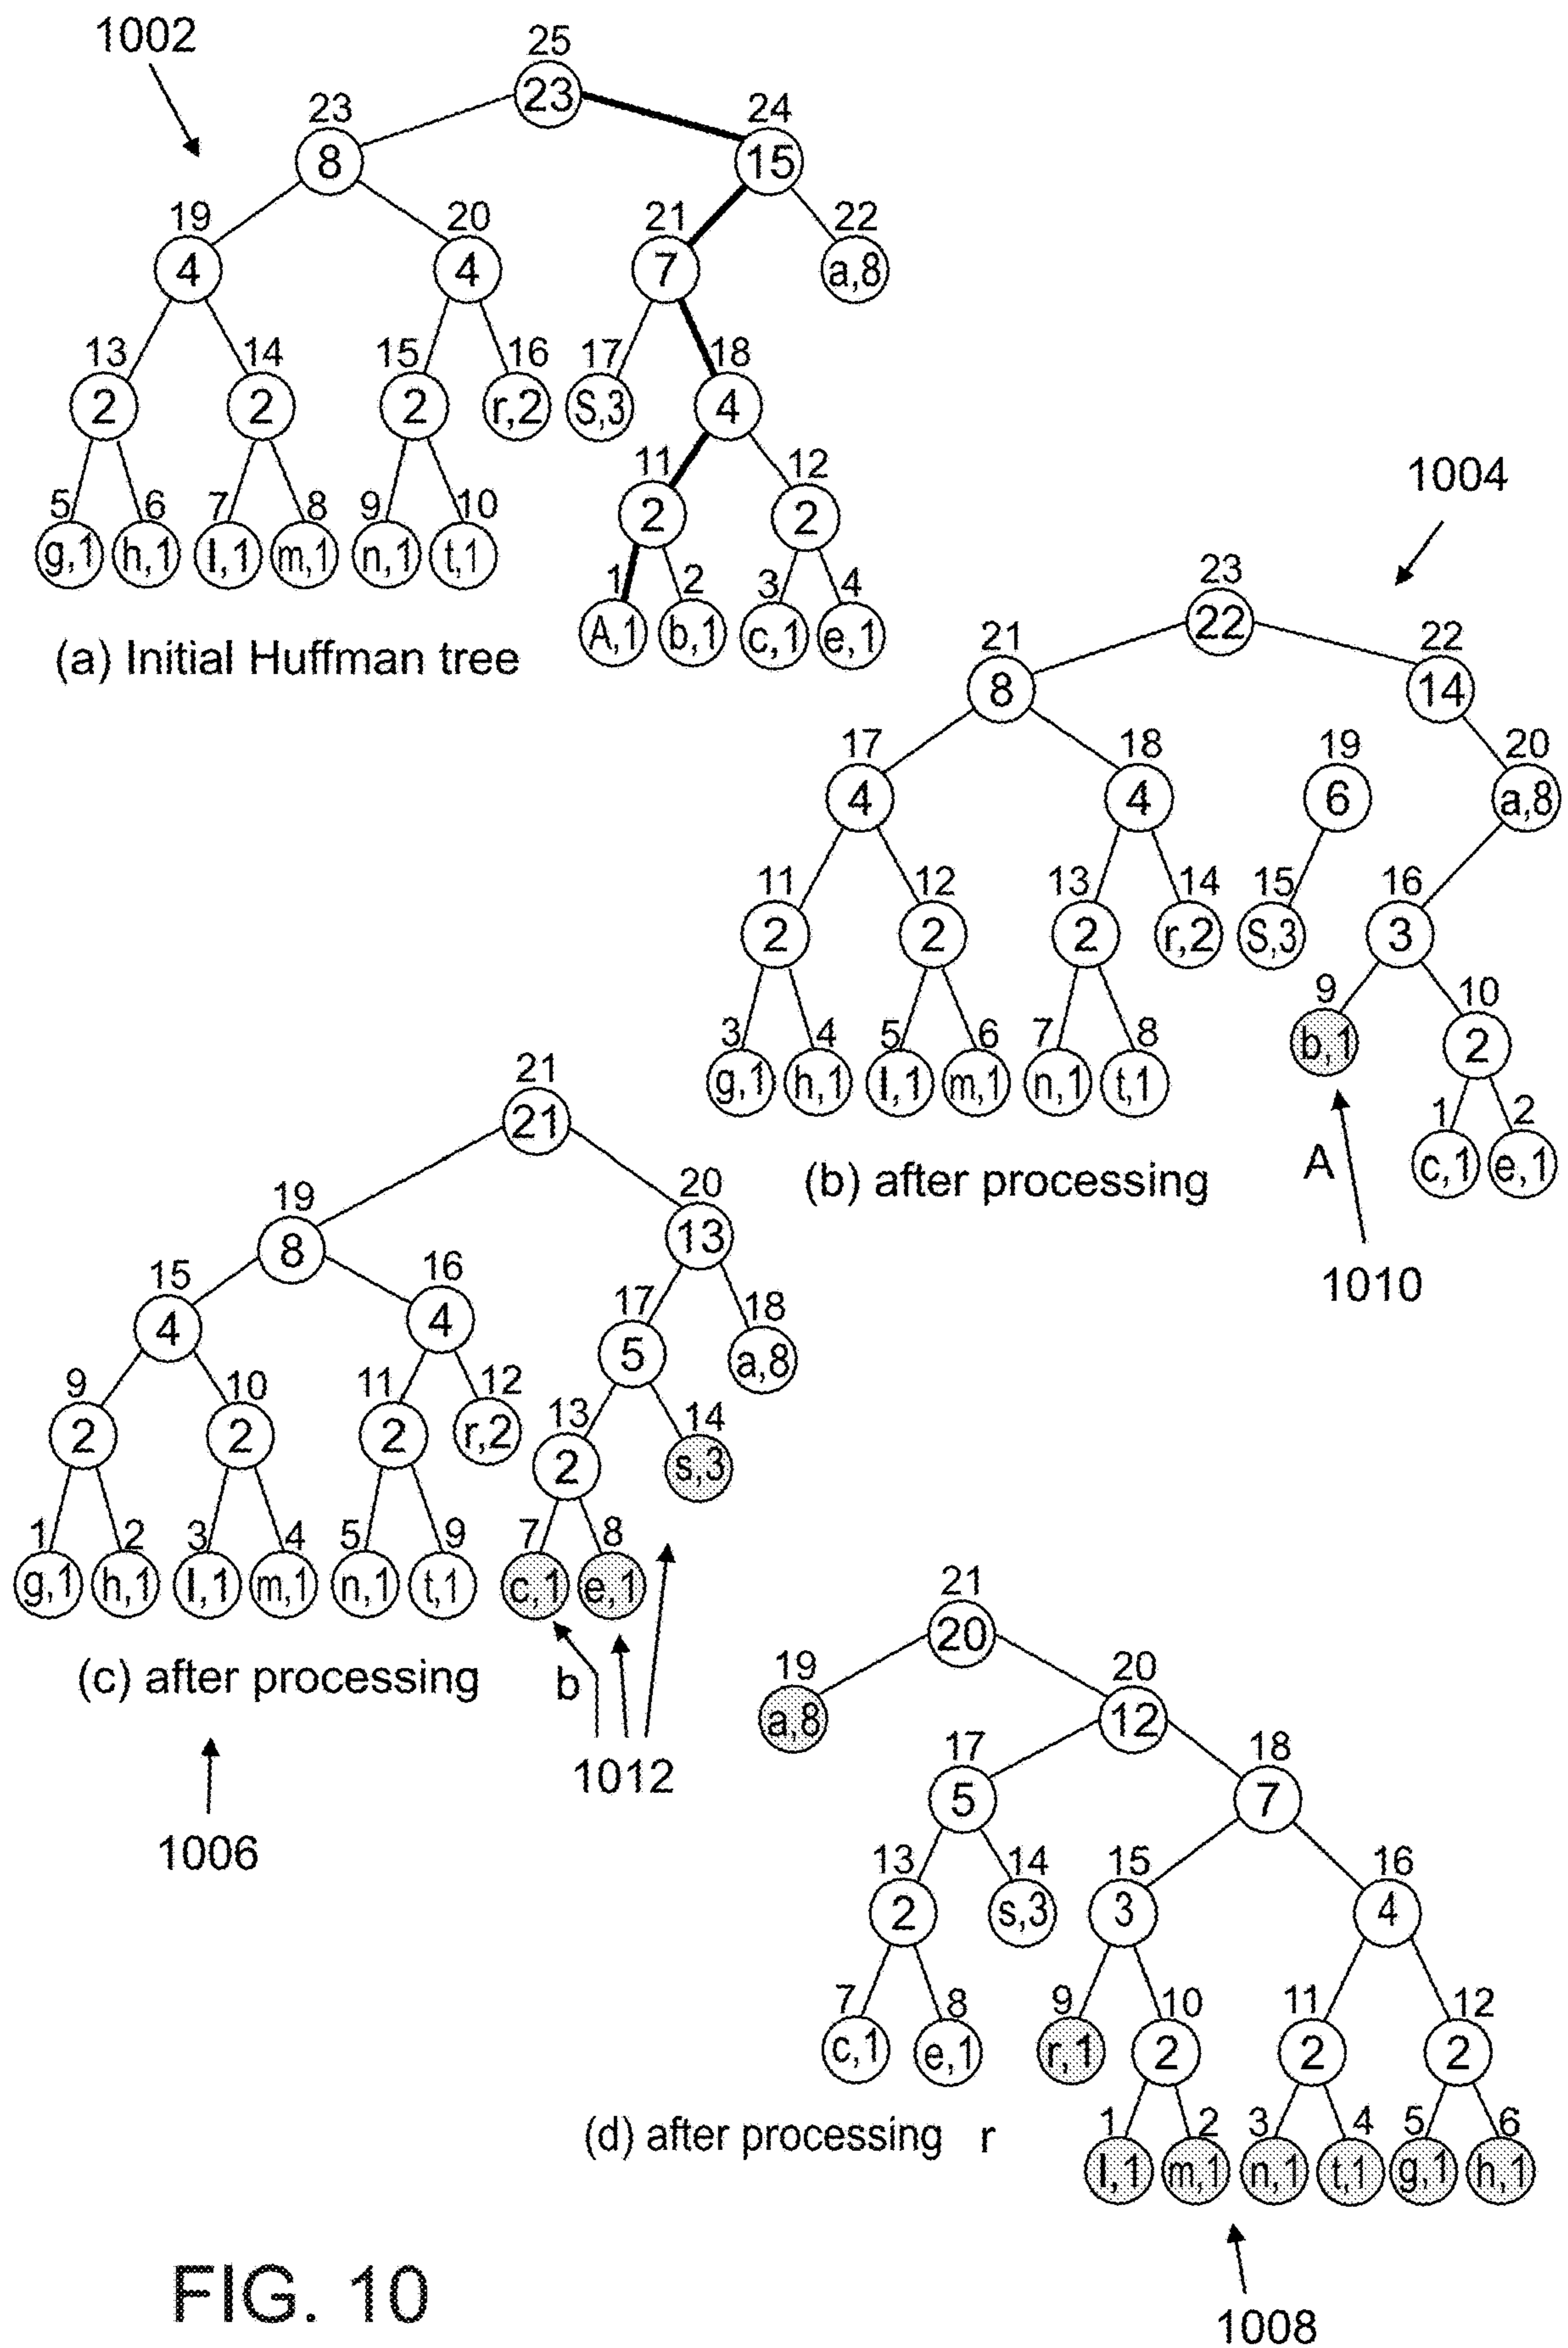 1002
25
23
23
8
24
15
19
4
20
4
21
7
22
a,8
13
2
14
2
15
2
16
r,2
17
S,3
18
4
11
2
12
2
5
g,1
6
h,1
7
l,1
8
m,1
9
n,1
10
t,1
1
A,1
2
b,1
3
c,1
4
e,1
(a) Initial Huffman tree
1004
23
22
21
8
22
14
17
4
18
4
19
6
20
a,8
11
2
12
2
13
2
14
r,2
15
S,3
16
3
9
b,1
10
2
3
g,1
4
h,1
5
l,1
6
m,1
7
n,1
8
t,1
1
c,1
2
e,1
(b) after processing A
1010
21
21
19
8
20
13
15
4
16
4
17
5
18
a,8
9
2
10
2
11
2
12
r,2
13
2
14
s,3
1
g,1
2
h,1
3
l,1
4
m,1
5
n,1
9
t,1
7
c,1
8
e,1
(c) after processing b
1012
1006
21
20
19
a,8
20
12
17
5
18
7
13
2
14
s,3
15
3
16
4
7
c,1
8
e,1
9
r,1
10
2
11
2
12
2
1
l,1
2
m,1
3
n,1
4
t,1
5
g,1
6
h,1
(d) after processing r
1008
FIG. 10